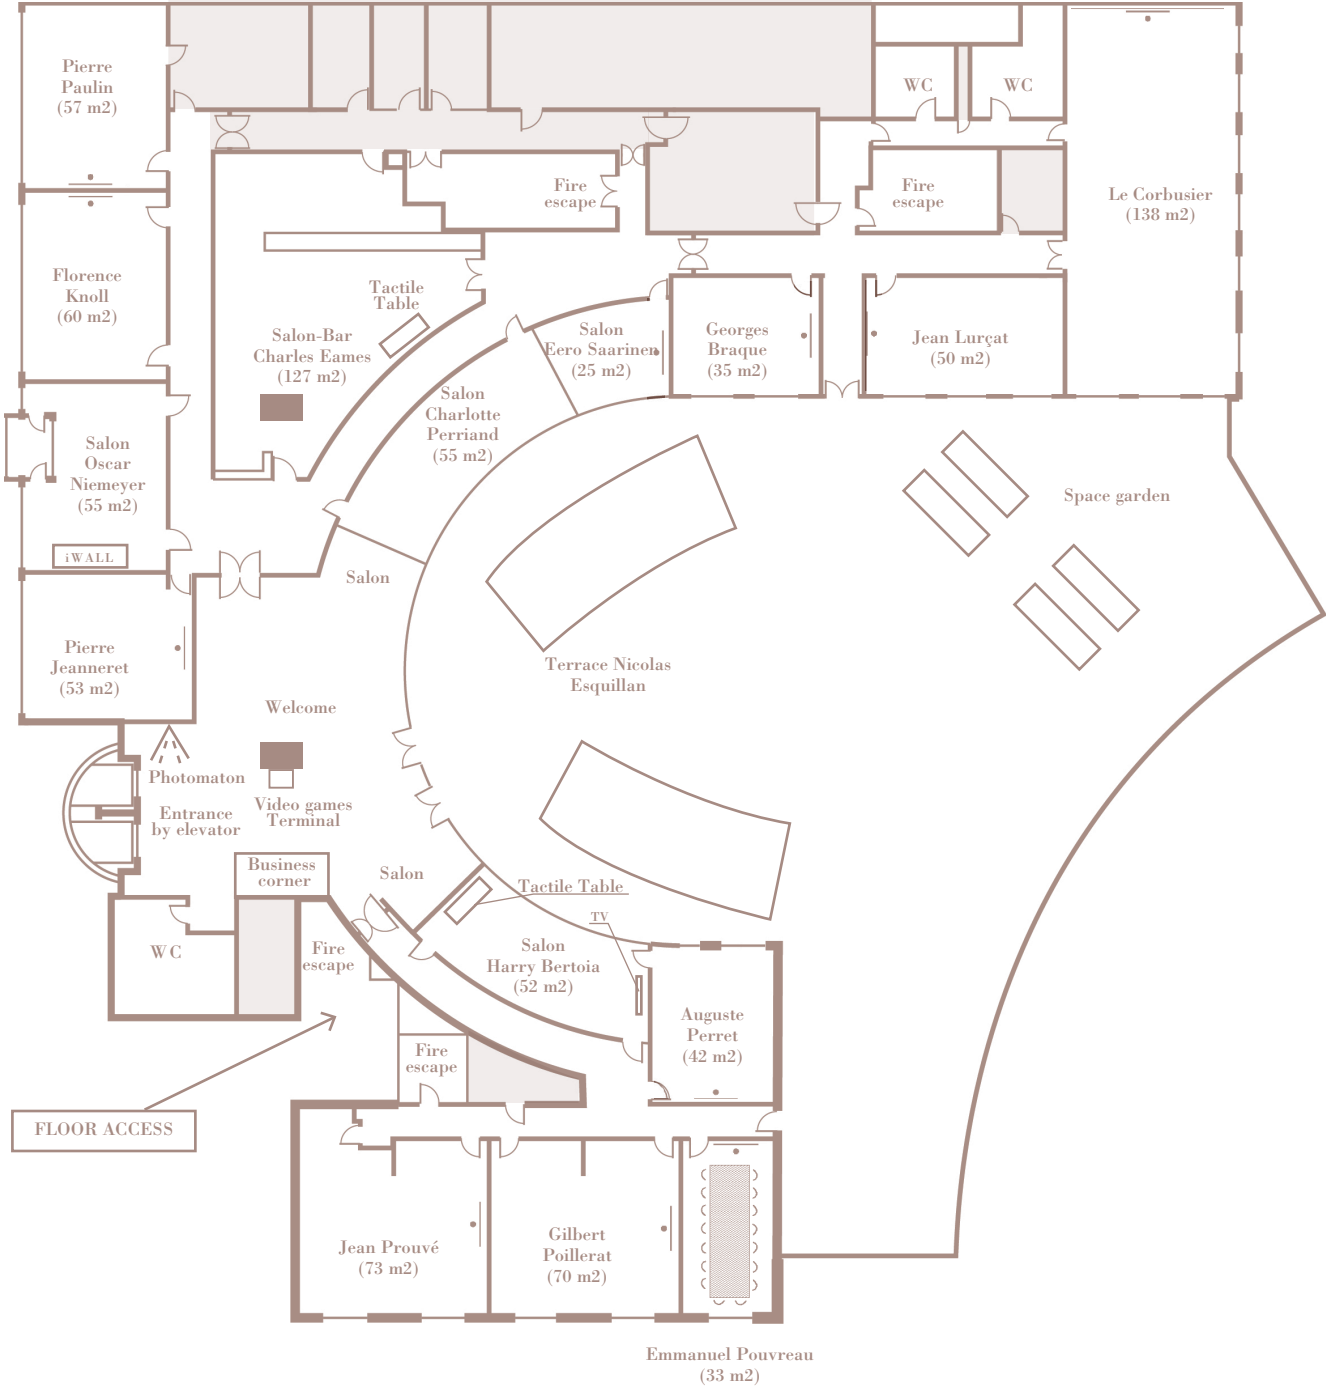 Pierre
Paulin
(57 m2)
WC
WC
Fire
escape
Fire
escape
Le Corbusier
(138 m2)
Florence
Knoll
(60 m2)
Tactile
Table
Salon-Bar
Charles Eames
(127 m2)
Salon
Eero Saarinen
(25 m2)
Georges
Braque
(35 m2)
Jean Lurçat
(50 m2)
Salon
Charlotte
Perriand
(55 m2)
Salon
Oscar
Niemeyer
(55 m2)
iWALL
Space garden
Salon
Pierre
Jeanneret
(53 m2)
Terrace Nicolas
Esquillan
Welcome
Photomaton
Entrance
by elevator
Video games
Terminal
Business
corner
Salon
Tactile Table
TV
WC
Fire
escape
Salon
Harry Bertoia
(52 m2)
Auguste
Perret
(42 m2)
Fire
escape
FLOOR ACCESS
Jean Prouvé
(73 m2)
Gilbert
Poillerat
(70 m2)
Emmanuel Pouvreau
(33 m2)